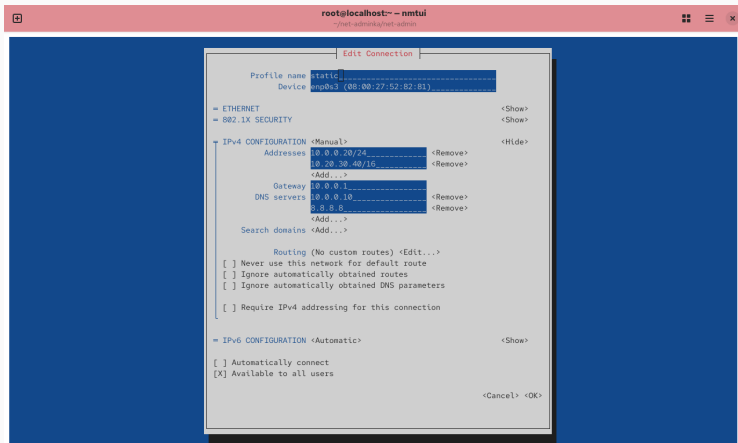 root@localhost:~ — nmtui
~/net-adminka/net-admin
Edit Connection
Profile name static
Device enp0s3 (08:00:27:52:82:81)
= ETHERNET <Show>
= 802.1X SECURITY <Show>
IPv4 CONFIGURATION <Manual> <Hide>
Addresses 10.0.0.20/24 <Remove>
10.20.30.40/16 <Remove>
<Add...>
Gateway 10.0.0.1
DNS servers 10.0.0.10 <Remove>
8.8.8.8 <Remove>
<Add...>
Search domains <Add...>
Routing (No custom routes) <Edit...>
[ ] Never use this network for default route
[ ] Ignore automatically obtained routes
[ ] Ignore automatically obtained DNS parameters
[ ] Require IPv4 addressing for this connection
= IPv6 CONFIGURATION <Automatic> <Show>
[ ] Automatically connect
[X] Available to all users
<Cancel> <OK>